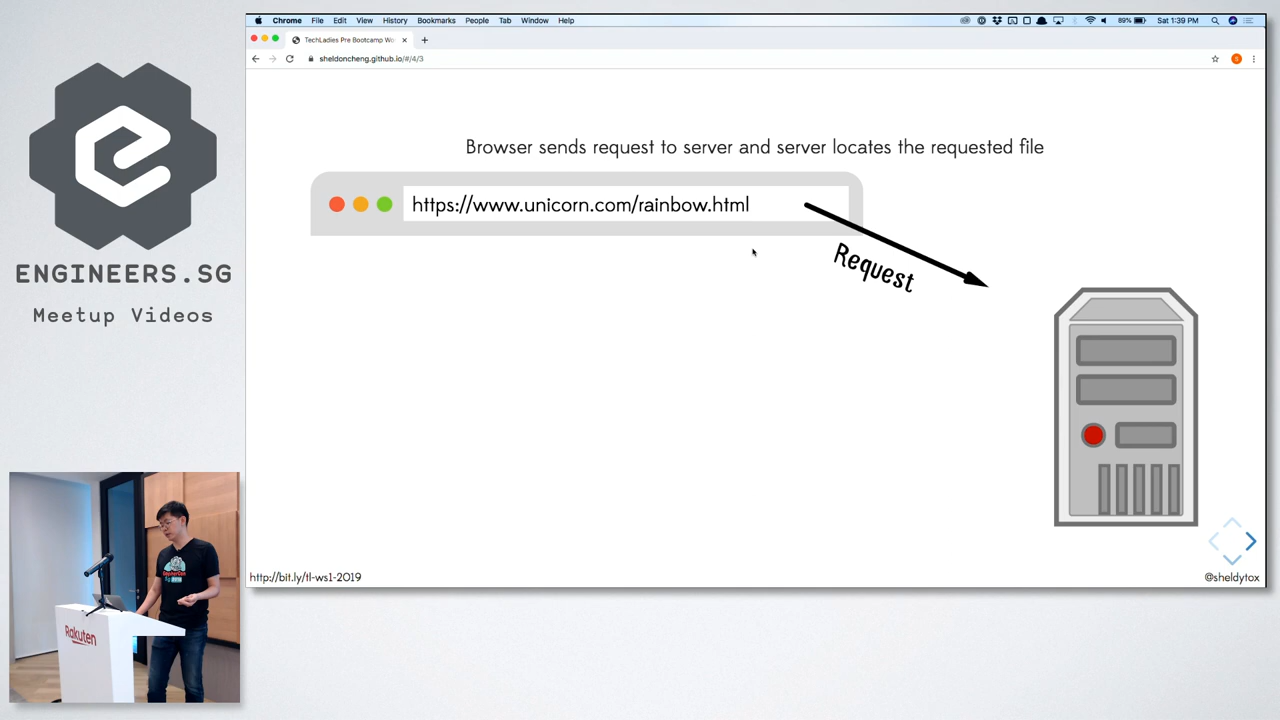 Chrome File Edit View History Bookmarks People Tab Window Help
89% Sat 1:39 PM
TechLadies Pre Bootcamp Wo
sheldoncheng.github.io/#/4/3
S
ENGINEERS.SG
Meetup Videos
Browser sends request to server and server locates the requested file
https://www.unicorn.com/rainbow.html
Request
Rakuten
http://bit.ly/tl-ws1-2019
@sheldytox